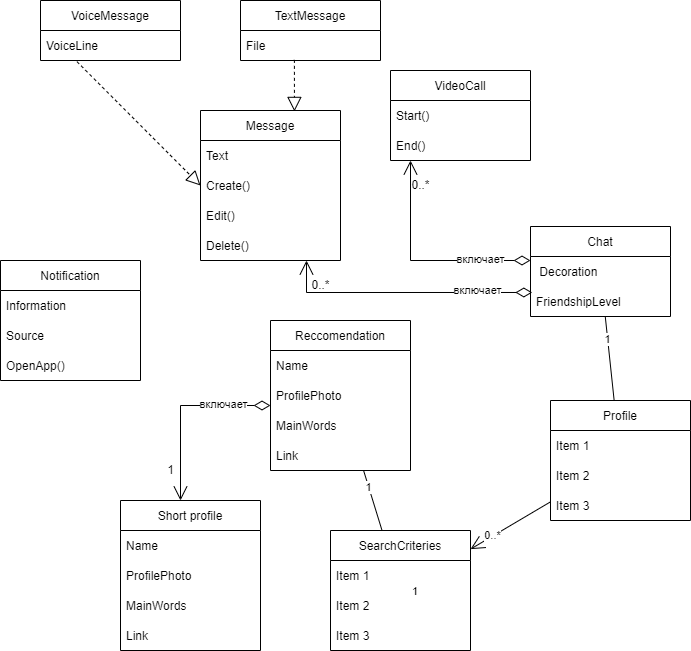 VoiceMessage
VoiceLine
TextMessage
File
VideoCall
Start()
End()
Message
Text
Create()
Edit()
Delete()
0..*
Chat
Decoration
FriendshipLevel
включает
включает
0..*
Notification
Information
Source
OpenApp()
Reccomendation
Name
ProfilePhoto
MainWords
Link
1
включает
1
Profile
Item 1
Item 2
Item 3
1
0..*
Short profile
Name
ProfilePhoto
MainWords
Link
SearchCriteries
Item 1
1
Item 2
Item 3